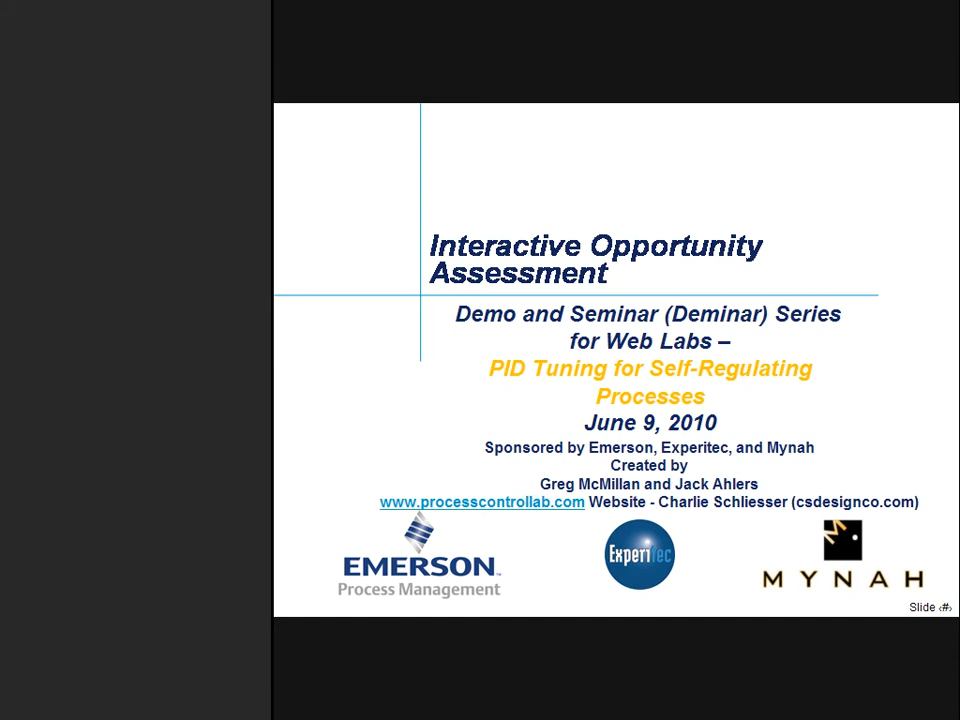 Interactive Opportunity
Assessment
Demo and Seminar (Deminar) Series
for Web Labs –
PID Tuning for Self-Regulating
Processes
June 9, 2010
Sponsored by Emerson, Experitec, and Mynah
Created by
Greg McMillan and Jack Ahlers
www.processcontrollab.com Website - Charlie Schliesser (csdesignco.com)
EMERSON™
Process Management
Experitec
M
MYNAH
Slide ‹#›